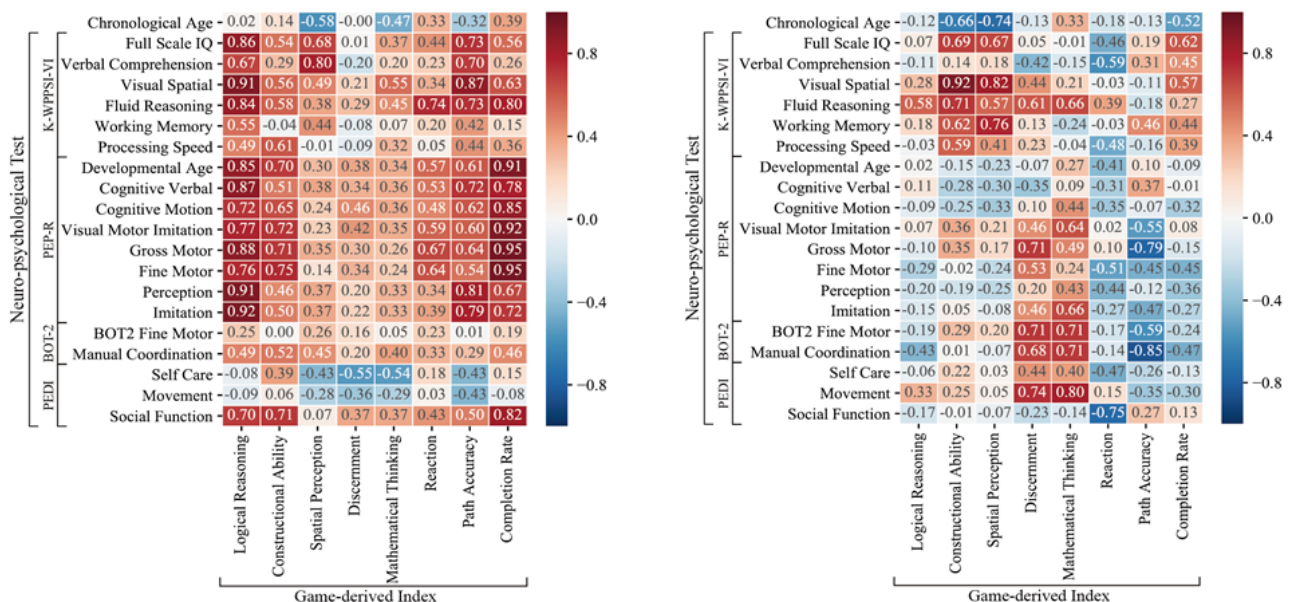 Chronological Age 0.02 0.14 -0.58 -0.00 -0.47 0.33 -0.32 0.39
Full Scale IQ 0.86 0.54 0.68 0.01 0.37 0.44 0.73 0.56
Verbal Comprehension 0.67 0.29 0.80 -0.20 0.20 0.23 0.70 0.26
Visual Spatial 0.91 0.56 0.49 0.21 0.55 0.34 0.87 0.63
Fluid Reasoning 0.84 0.58 0.38 0.29 0.45 0.74 0.73 0.80
Working Memory 0.55 -0.04 0.44 -0.08 0.07 0.20 0.42 0.15
Processing Speed 0.49 0.61 -0.01 -0.09 0.32 0.05 0.44 0.36
Developmental Age 0.85 0.70 0.30 0.38 0.34 0.57 0.61 0.91
Cognitive Verbal 0.87 0.51 0.38 0.34 0.36 0.53 0.72 0.78
Cognitive Motion 0.72 0.65 0.24 0.46 0.36 0.48 0.62 0.85
Visual Motor Imitation 0.77 0.72 0.23 0.42 0.35 0.59 0.60 0.92
Gross Motor 0.88 0.71 0.35 0.30 0.26 0.67 0.64 0.95
Fine Motor 0.76 0.75 0.14 0.34 0.24 0.64 0.54 0.95
Perception 0.91 0.46 0.37 0.20 0.33 0.34 0.81 0.67
Imitation 0.92 0.50 0.37 0.22 0.33 0.39 0.79 0.72
BOT2 Fine Motor 0.25 0.00 0.26 0.16 0.05 0.23 0.01 0.19
Manual Coordination 0.49 0.52 0.45 0.20 0.40 0.33 0.29 0.46
Self Care -0.08 0.39 -0.43 -0.55 -0.54 0.18 -0.43 0.15
Movement -0.09 0.06 -0.28 -0.36 -0.29 0.03 -0.43 -0.08
Social Function 0.70 0.71 0.07 0.37 0.37 0.43 0.50 0.82
Neuro-psychological Test
K-WPPSI-VI
PEP-R
BOT-2
PEDI
Logical Reasoning
Constructional Ability
Spatial Perception
Discernment
Mathematical Thinking
Reaction
Path Accuracy
Completion Rate
Game-derived Index
0.8
0.4
0.0
-0.4
-0.8
Chronological Age -0.12 -0.66 -0.74 -0.13 0.33 -0.18 -0.13 -0.52
Full Scale IQ 0.07 0.69 0.67 0.05 -0.01 -0.46 0.19 0.62
Verbal Comprehension -0.11 0.14 0.18 -0.42 -0.15 -0.59 0.31 0.45
Visual Spatial 0.28 0.92 0.82 0.44 0.21 -0.03 -0.11 0.57
Fluid Reasoning 0.58 0.71 0.57 0.61 0.66 0.39 -0.18 0.27
Working Memory 0.18 0.62 0.76 0.13 -0.24 -0.03 0.46 0.44
Processing Speed -0.03 0.59 0.41 0.23 -0.04 -0.48 -0.16 0.39
Developmental Age 0.02 -0.15 -0.23 -0.07 0.27 -0.41 0.10 -0.09
Cognitive Verbal 0.11 -0.28 -0.30 -0.35 0.09 -0.31 0.37 -0.01
Cognitive Motion -0.09 -0.25 -0.33 0.10 0.44 -0.35 -0.07 -0.32
Visual Motor Imitation 0.07 0.36 0.21 0.46 0.64 0.02 -0.55 0.08
Gross Motor -0.10 0.35 0.17 0.71 0.49 0.10 -0.79 -0.15
Fine Motor -0.29 -0.02 -0.24 0.53 0.24 -0.51 -0.45 -0.45
Perception -0.20 -0.19 -0.25 0.20 0.43 -0.44 -0.12 -0.36
Imitation -0.15 0.05 -0.08 0.46 0.66 -0.27 -0.47 -0.27
BOT2 Fine Motor -0.19 0.29 0.20 0.71 0.71 -0.17 -0.59 -0.24
Manual Coordination -0.43 0.01 -0.07 0.68 0.71 -0.14 -0.85 -0.47
Self Care -0.06 0.22 0.03 0.44 0.40 -0.47 -0.26 -0.13
Movement 0.33 0.25 0.05 0.74 0.80 0.15 -0.35 -0.30
Social Function -0.17 -0.01 -0.07 -0.23 -0.14 -0.75 0.27 0.13
Neuro-psychological Test
K-WPPSI-VI
PEP-R
BOT-2
PEDI
Logical Reasoning
Constructional Ability
Spatial Perception
Discernment
Mathematical Thinking
Reaction
Path Accuracy
Completion Rate
Game-derived Index
0.8
0.4
0.0
-0.4
-0.8